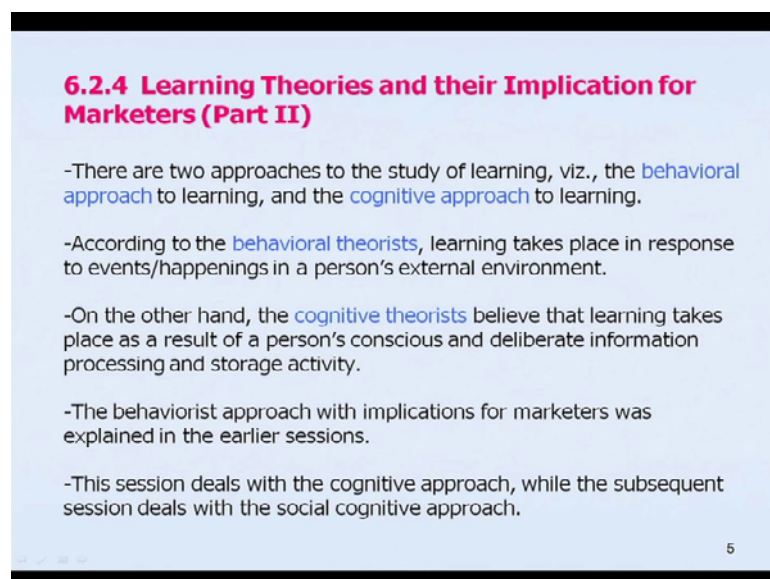 6.2.4 Learning Theories and their Implication for
Marketers (Part II)
-There are two approaches to the study of learning, viz., the behavioral
approach to learning, and the cognitive approach to learning.
-According to the behavioral theorists, learning takes place in response
to events/happenings in a person's external environment.
-On the other hand, the cognitive theorists believe that learning takes
place as a result of a person's conscious and deliberate information
processing and storage activity.
-The behaviorist approach with implications for marketers was
explained in the earlier sessions.
-This session deals with the cognitive approach, while the subsequent
session deals with the social cognitive approach.
5